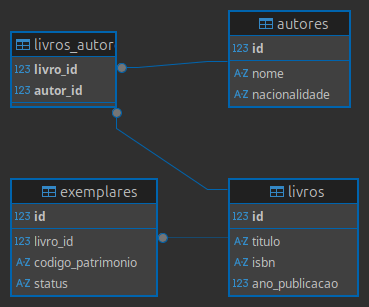 livros_autor
123 livro_id
123 autor_id
autores
123 id
A-Z nome
A-Z nacionalidade
exemplares
123 id
123 livro_id
A-Z codigo_patrimonio
A-Z status
livros
123 id
A-Z titulo
A-Z isbn
123 ano_publicacao